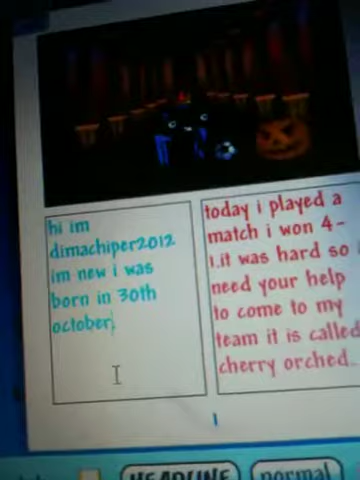 hi im
dimachiper2012
im new i was
born in 30th
october
today i played a
match i won 4-
1.it was hard so i
need your help
to come to my
team it is called
cherry orched..
1
HEADLINE normal